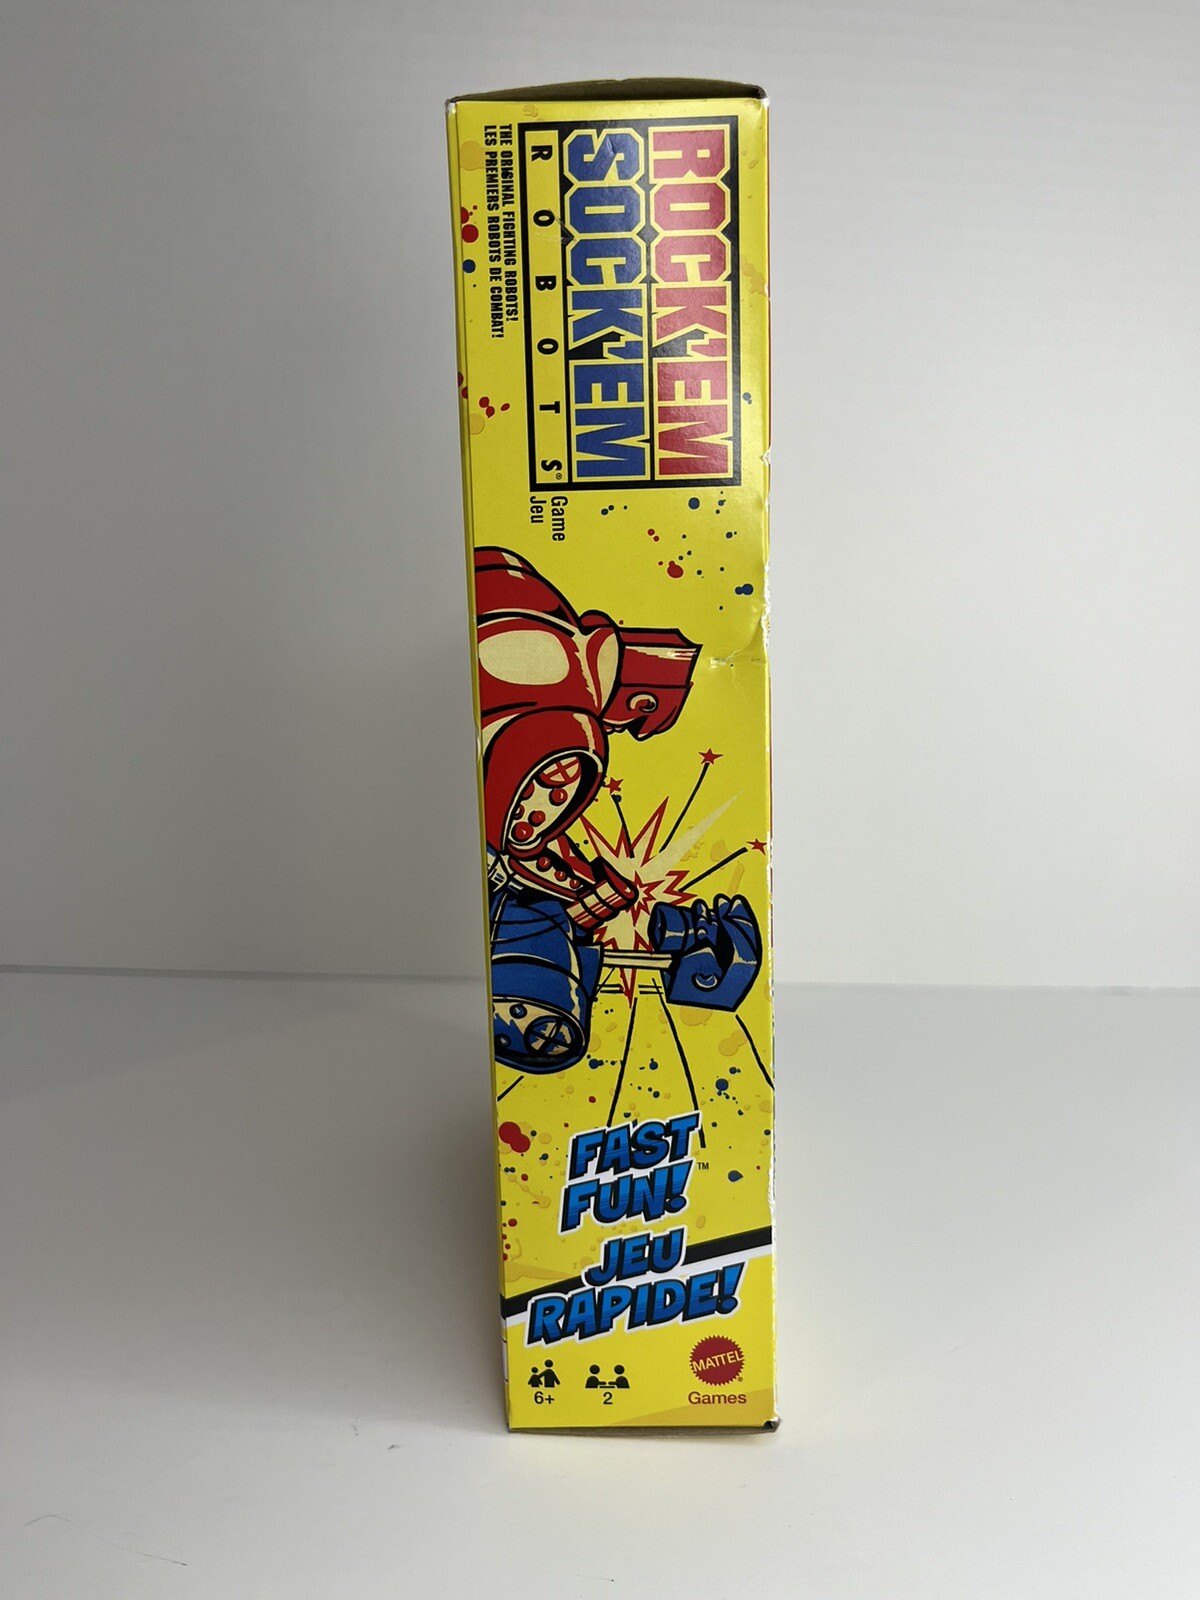 ROCK'EM
SOCK'EM
ROBOTS®
Game
Jeu
THE ORIGINAL FIGHTING ROBOTS!
LES PREMIERS ROBOTS DE COMBAT!
FAST
FUN!™
JEU
RAPIDE!
6+
2
MATTEL®
Games